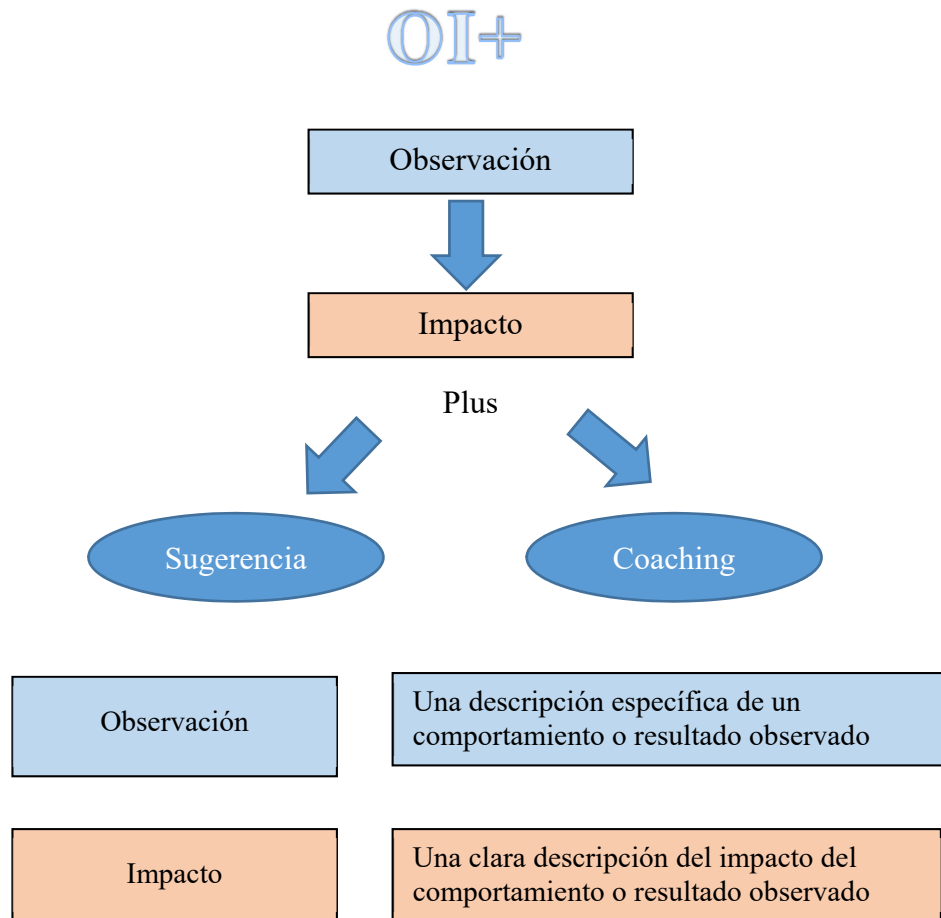 OI+
Observación
Impacto
Plus
Sugerencia
Coaching
Observación
Una descripción específica de un
comportamiento o resultado observado
Impacto
Una clara descripción del impacto del
comportamiento o resultado observado